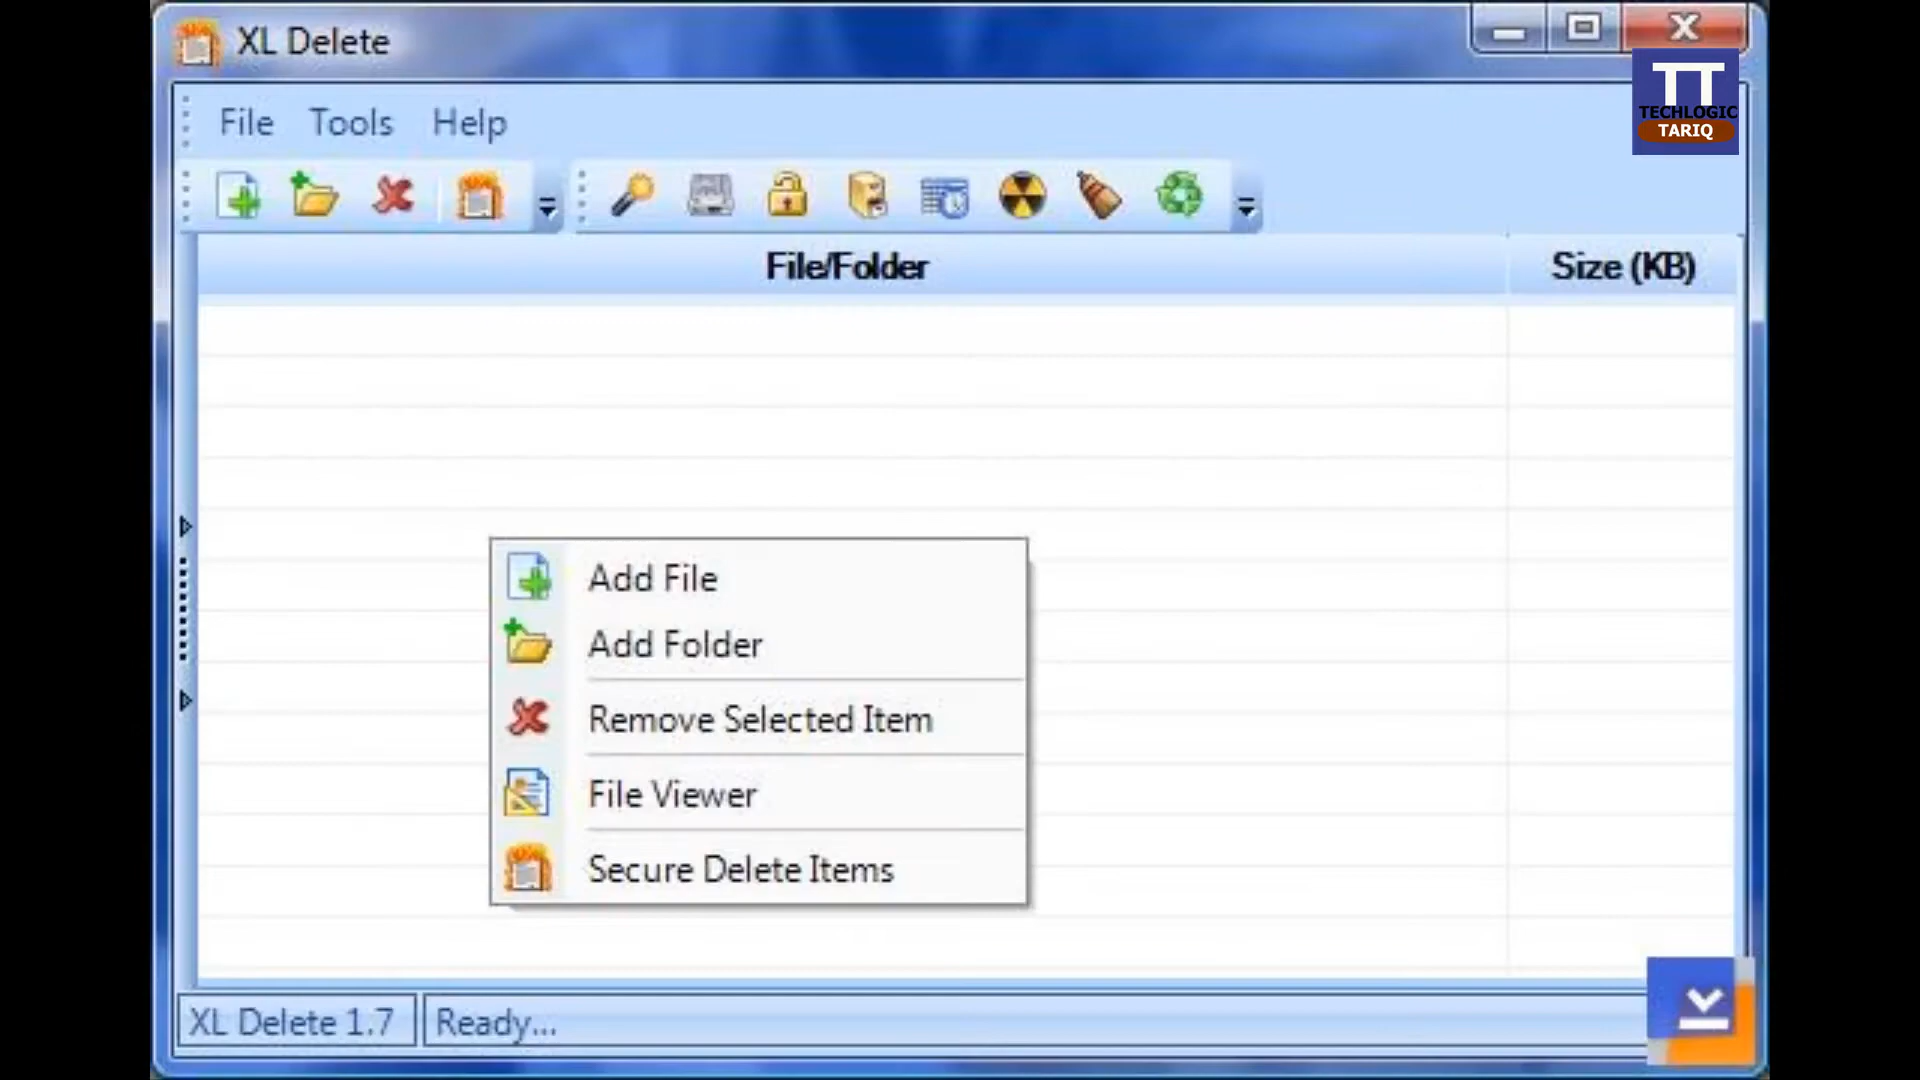 XL Delete
TT
TECHLOGIC
TARIQ
File Tools Help
File/Folder Size (KB)
Add File
Add Folder
Remove Selected Item
File Viewer
Secure Delete Items
XL Delete 1.7 Ready...